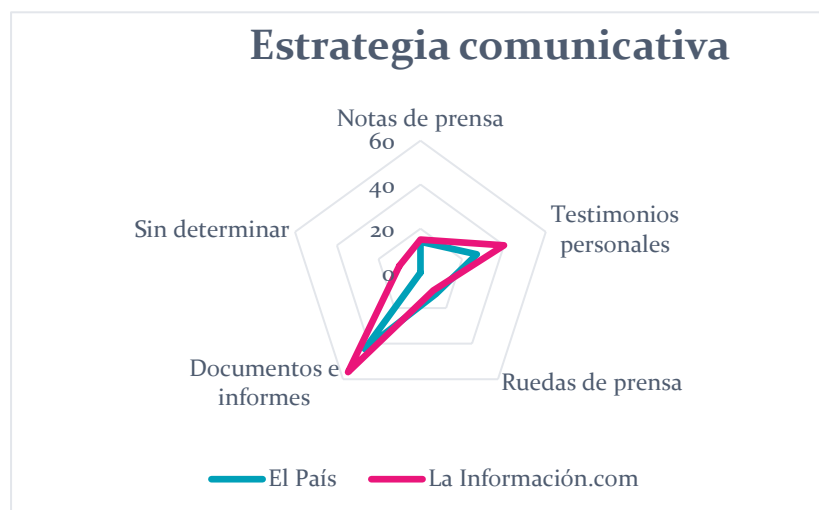 Estrategia comunicativa
Notas de prensa
60
40
20
0
Testimonios
personales
Sin determinar
Documentos e
informes
Ruedas de prensa
El País
La Información.com